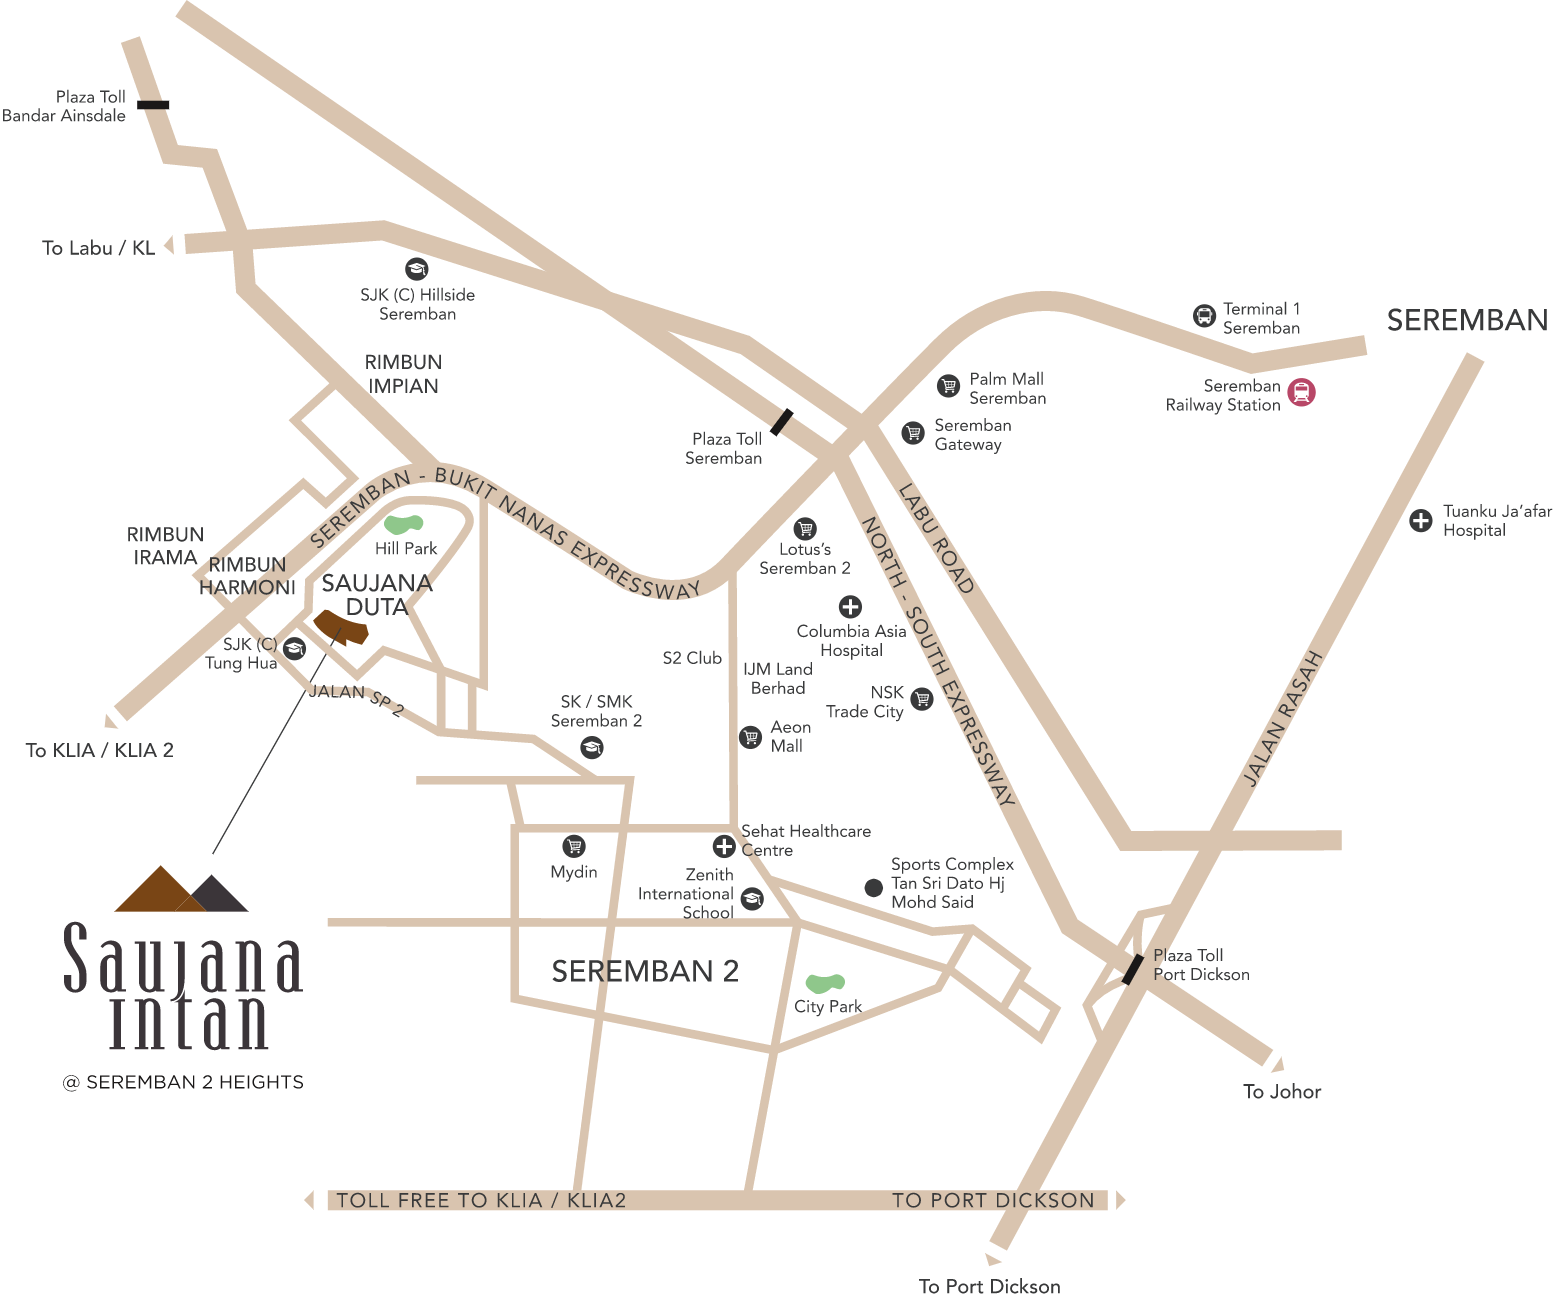 Plaza Toll
Bandar Ainsdale
To Labu / KL
SJK (C) Hillside
Seremban
RIMBUN
IMPIAN
Terminal 1
Seremban
SEREMBAN
Seremban
Railway Station
Palm Mall
Seremban
Seremban
Gateway
Plaza Toll
Seremban
SEREMBAN - BUKIT NANAS EXPRESSWAY
LABU ROAD
NORTH - SOUTH EXPRESSWAY
Tuanku Ja’afar
Hospital
RIMBUN
IRAMA
RIMBUN
HARMONI
Hill Park
SAUJANA
DUTA
Lotus’s
Seremban 2
Columbia Asia
Hospital
SJK (C)
Tung Hua
S2 Club
IJM Land
Berhad
NSK
Trade City
JALAN SP 2
JALAN RASAH
SK / SMK
Seremban 2
Aeon
Mall
To KLIA / KLIA 2
Sehat Healthcare
Centre
Mydin
Zenith
International
School
Sports Complex
Tan Sri Dato Hj
Mohd Said
SEREMBAN 2
City Park
Plaza Toll
Port Dickson
Saujana
Intan
@ SEREMBAN 2 HEIGHTS
To Johor
TOLL FREE TO KLIA / KLIA2
TO PORT DICKSON
To Port Dickson